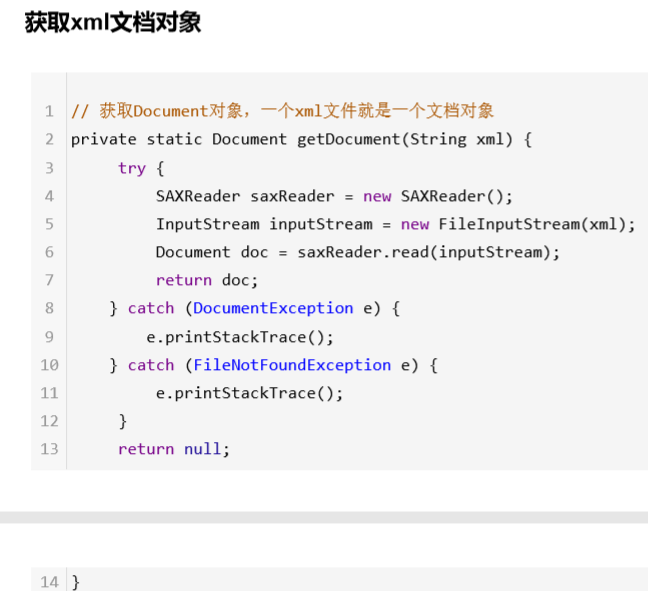 获取xml文档对象
1 // 获取Document对象，一个xml文件就是一个文档对象
2 private static Document getDocument(String xml) {
3 try {
4 SAXReader saxReader = new SAXReader();
5 InputStream inputStream = new FileInputStream(xml);
6 Document doc = saxReader.read(inputStream);
7 return doc;
8 } catch (DocumentException e) {
9 e.printStackTrace();
10 } catch (FileNotFoundException e) {
11 e.printStackTrace();
12 }
13 return null;
14 }